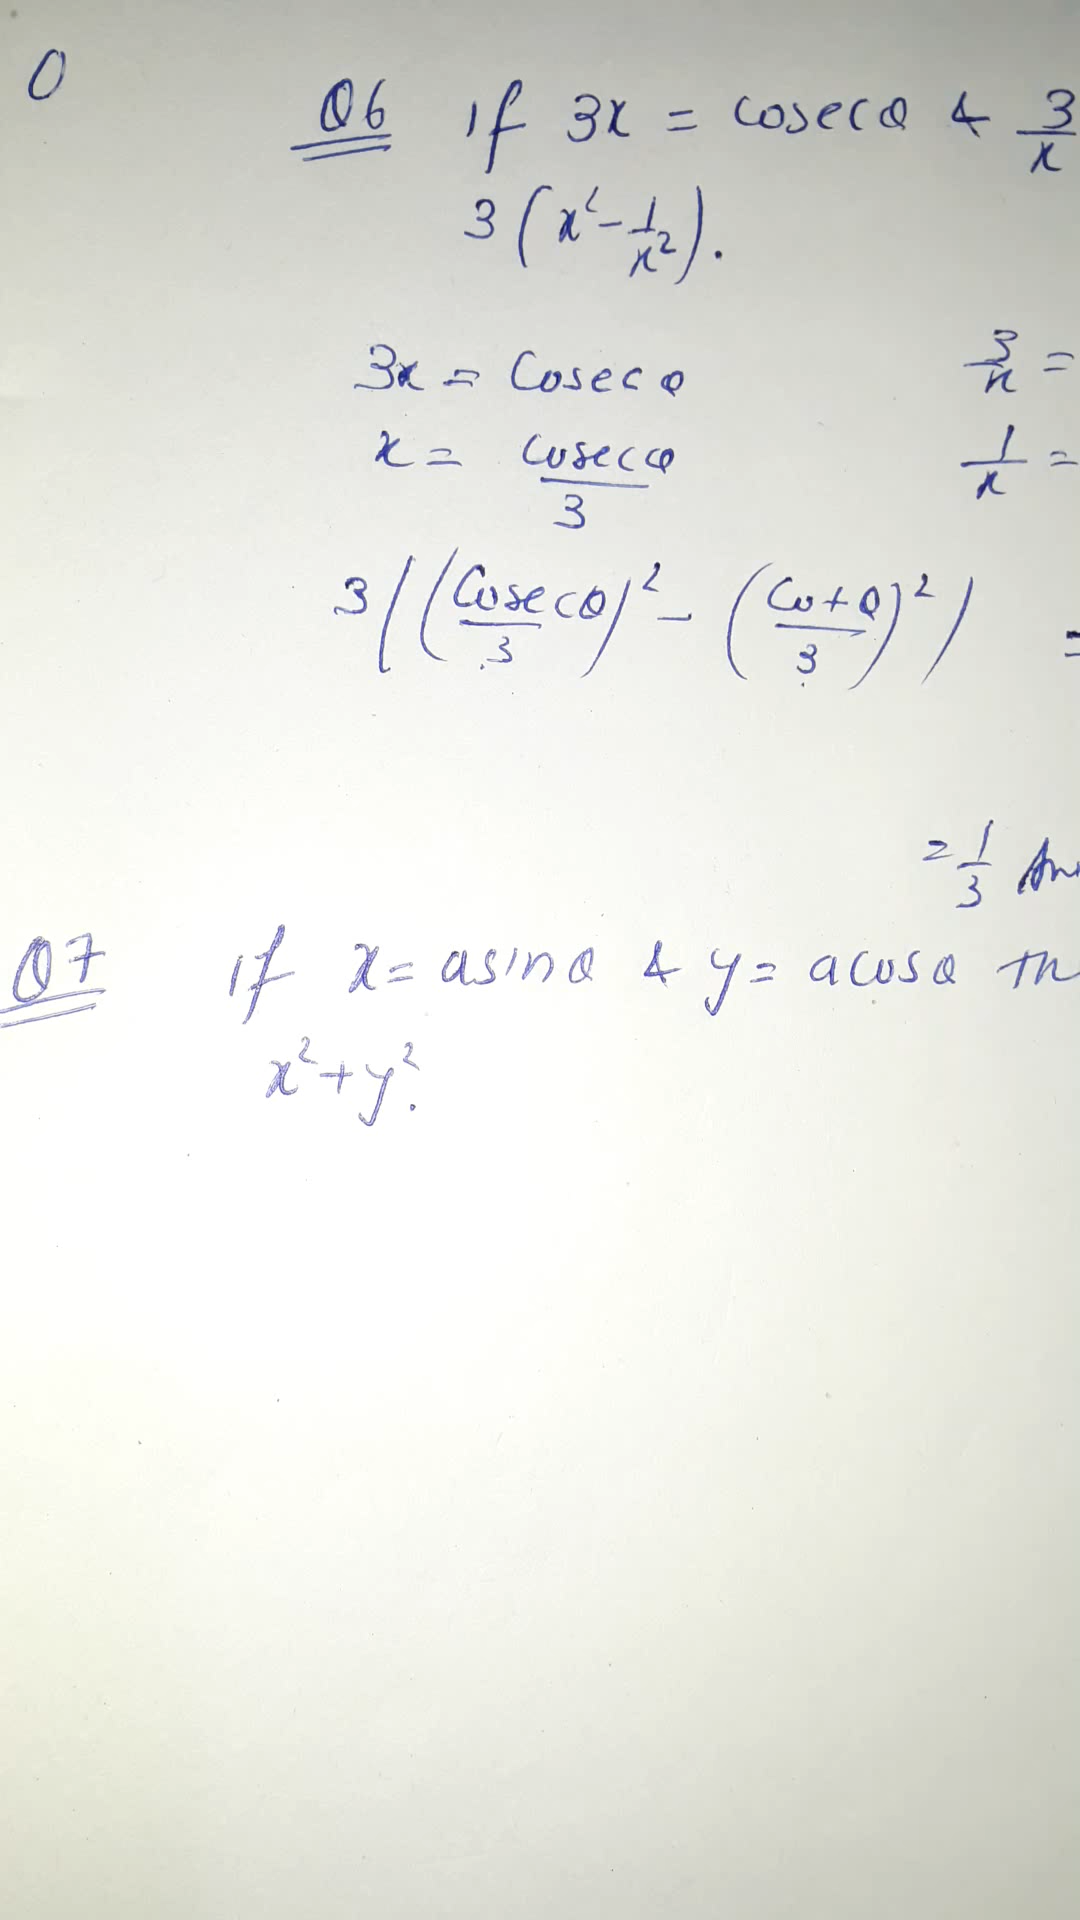 0
Q6 If 3x = cosecθ & 3/x
3(x² - 1/x²).
3x = Cosecθ 3/x =
x = cosecθ/3 1/x =
3((Cosecθ/3)² - (Cotθ/3)²) =
= 1/3 Ans
Q7 If x = asinθ & y = acosθ th
x² + y².